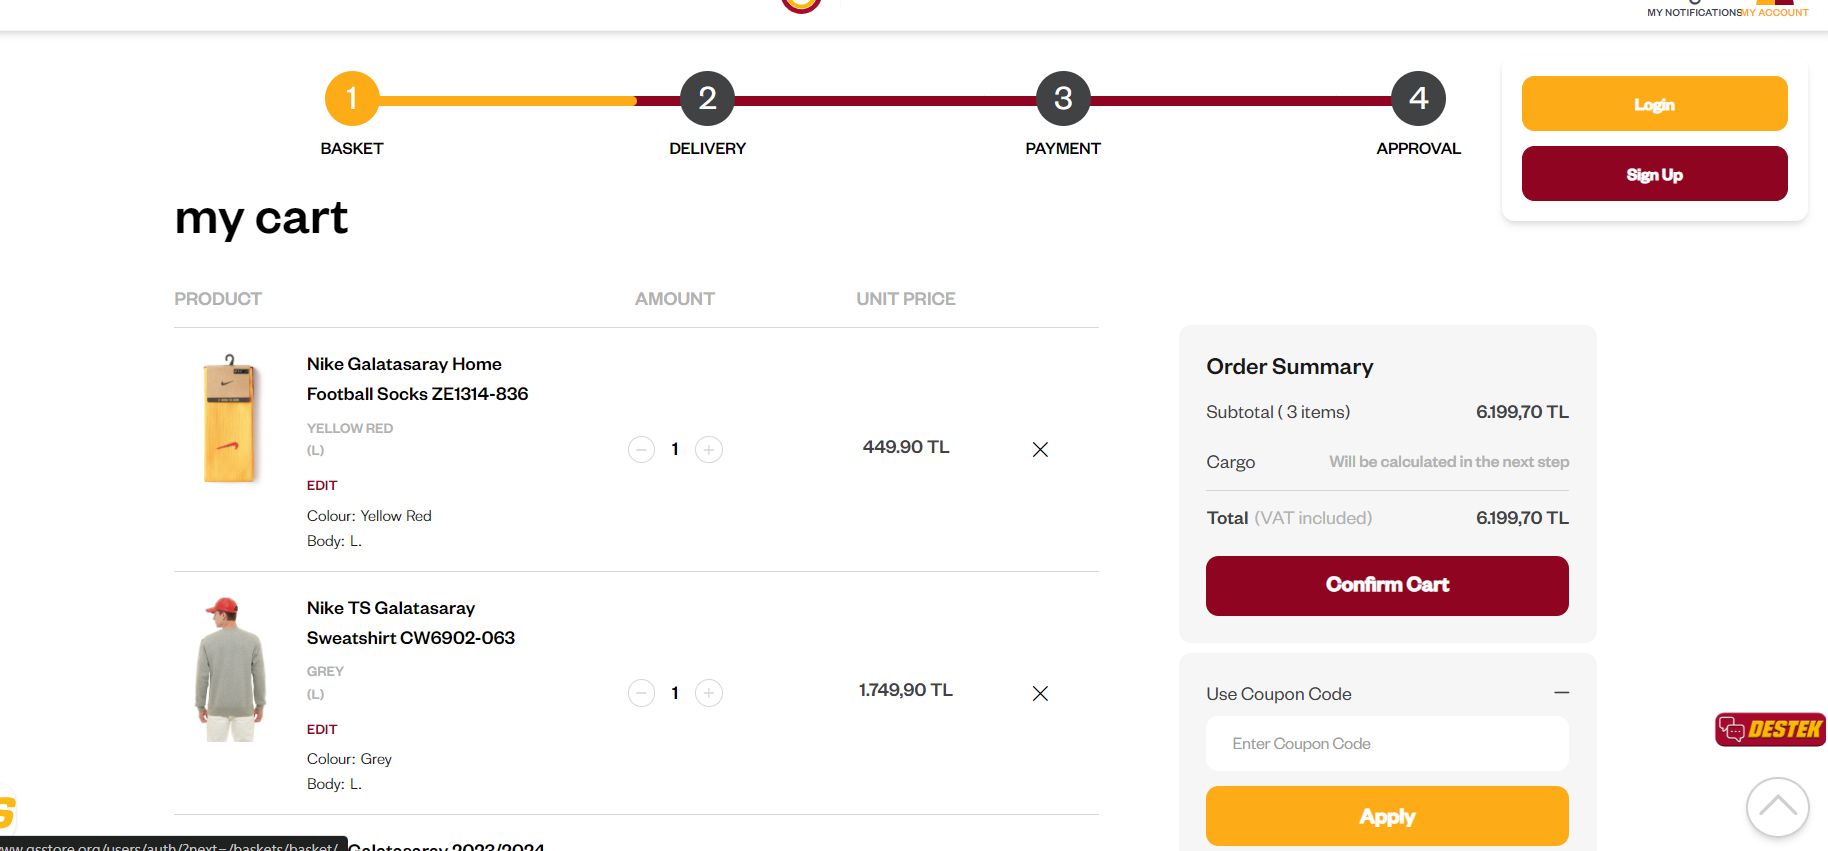 MY NOTIFICATIONS
MY ACCOUNT
1
2
3
4
BASKET
DELIVERY
PAYMENT
APPROVAL
Login
Sign Up
my cart
PRODUCT
AMOUNT
UNIT PRICE
Nike Galatasaray Home
Football Socks ZE1314-836
YELLOW RED
(L)
EDIT
Colour: Yellow Red
Body: L.
1
449.90 TL
Nike TS Galatasaray
Sweatshirt CW6902-063
GREY
(L)
EDIT
Colour: Grey
Body: L.
1
1.749,90 TL
Galatasaray 2023/2024
Order Summary
Subtotal ( 3 items)
6.199,70 TL
Cargo
Will be calculated in the next step
Total (VAT included)
6.199,70 TL
Confirm Cart
Use Coupon Code
Enter Coupon Code
Apply
DESTEK
S
www.gsstore.org/users/auth/?next=/baskets/basket/